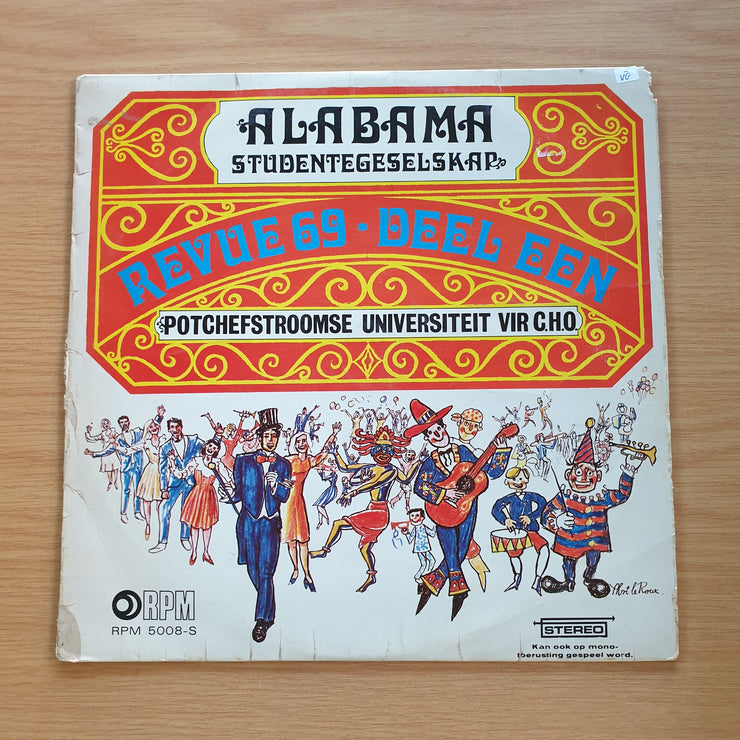 VG
ALABAMA
STUDENTEGESELSKAP
REVUE 69 · DEEL EEN
POTCHEFSTROOMSE UNIVERSITEIT VIR C.H.O.
RPM
RPM 5008-S
STEREO
Kan ook op mono-
toerusting gespeel word.